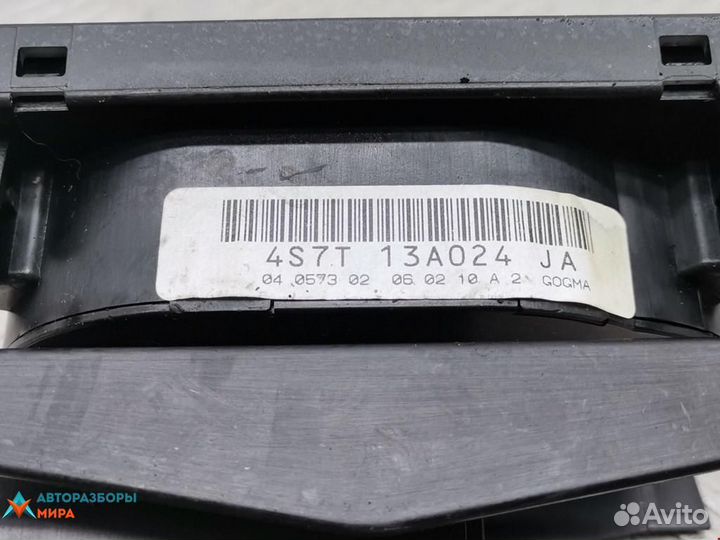 4S7T 13A024 JA
04 0573 02 06 02 10 A 2 GOGMA
АВТОРАЗБОРЫ
МИРА
Avito